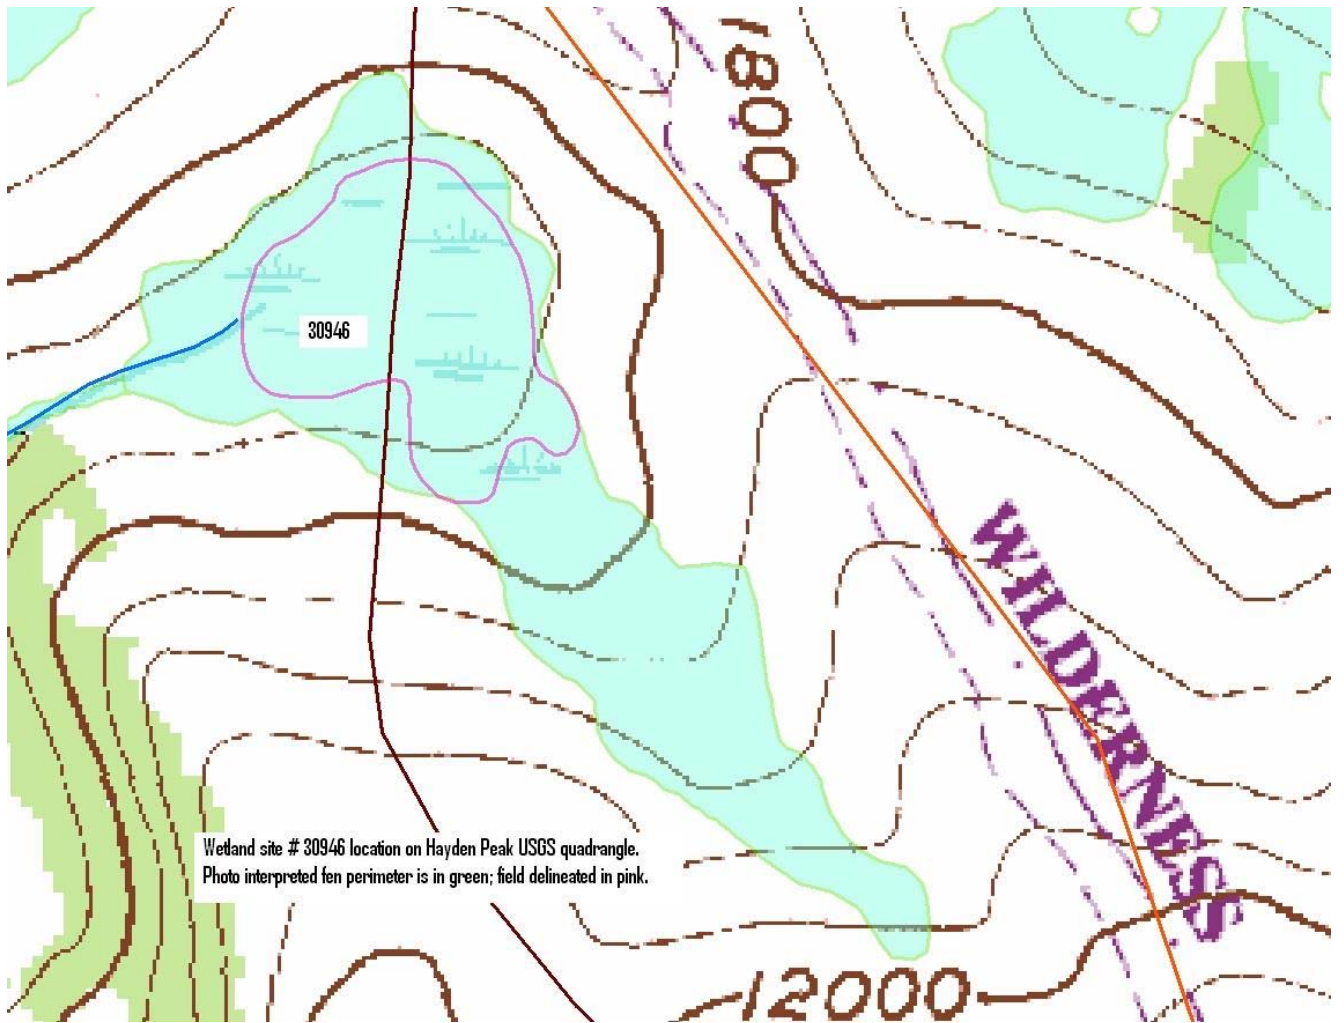 1800
30946
WILDERNESS
Wetland site # 30946 location on Hayden Peak USGS quadrangle.
Photo interpreted fen perimeter is in green; field delineated in pink.
12000